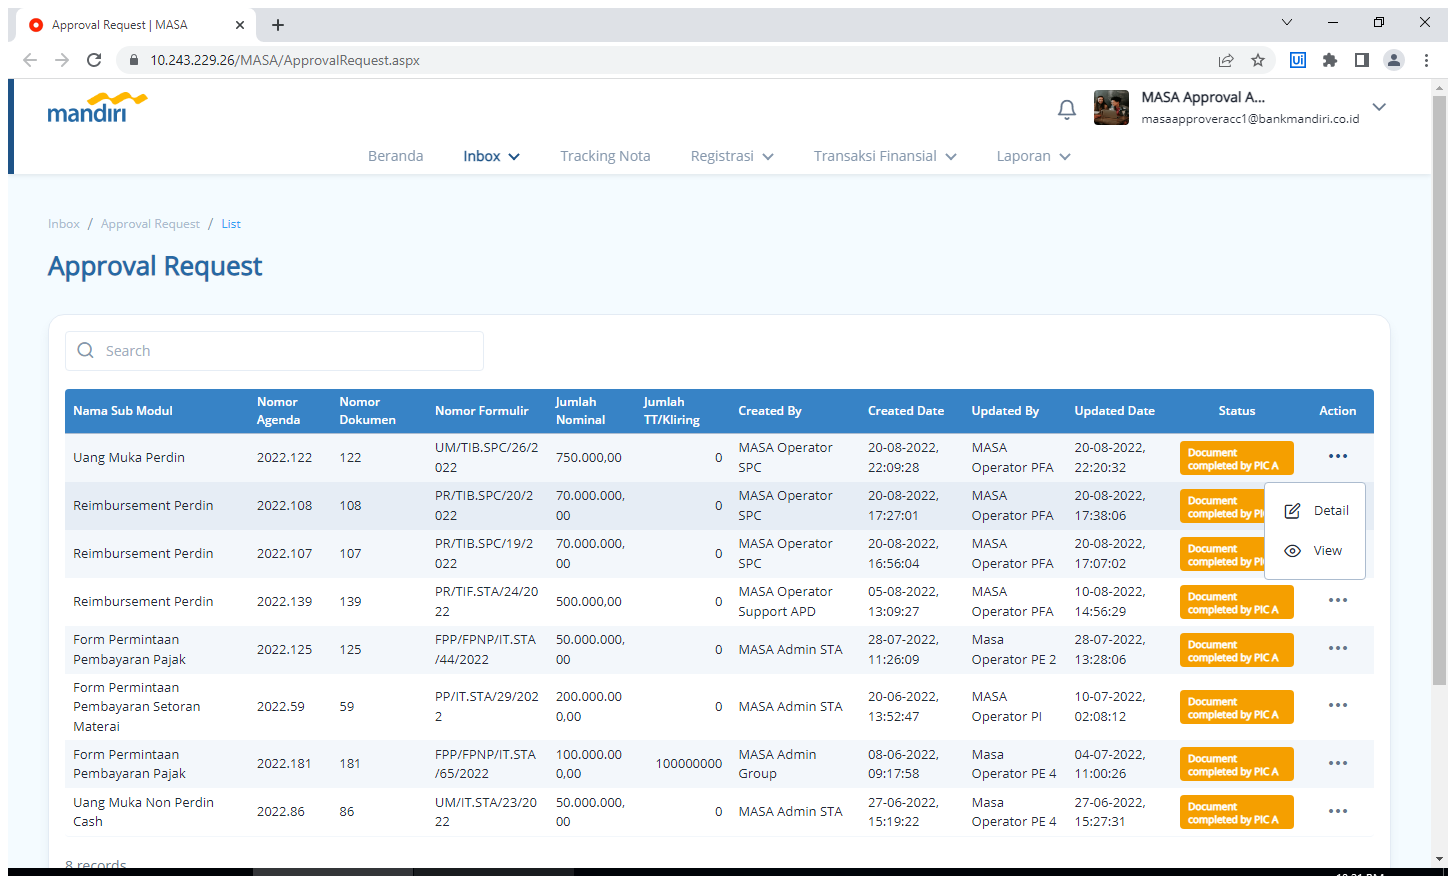 Approval Request | MASA
10.243.229.26/MASA/ApprovalRequest.aspx
mandiri
MASA Approval A...
masaapproveracc1@bankmandiri.co.id
Beranda Inbox Tracking Nota Registrasi Transaksi Finansial Laporan
Inbox / Approval Request / List
Approval Request
Search
Nama Sub Modul Nomor Agenda Nomor Dokumen Nomor Formulir Jumlah Nominal Jumlah TT/Kliring Created By Created Date Updated By Updated Date Status Action
Uang Muka Perdin 2022.122 122 UM/TIB.SPC/26/2022 750.000,00 0 MASA Operator SPC 20-08-2022, 22:09:28 MASA Operator PFA 20-08-2022, 22:20:32 Document completed by PIC A
Reimbursement Perdin 2022.108 108 PR/TIB.SPC/20/2022 70.000.000,00 0 MASA Operator SPC 20-08-2022, 17:27:01 MASA Operator PFA 20-08-2022, 17:38:06 Document completed by PI
Detail
View
Reimbursement Perdin 2022.107 107 PR/TIB.SPC/19/2022 70.000.000,00 0 MASA Operator SPC 20-08-2022, 16:56:04 MASA Operator PFA 20-08-2022, 17:07:02 Document completed by PI
Reimbursement Perdin 2022.139 139 PR/TIF.STA/24/2022 500.000,00 0 MASA Operator Support APD 05-08-2022, 13:09:27 MASA Operator PFA 10-08-2022, 14:56:29 Document completed by PIC A
Form Permintaan Pembayaran Pajak 2022.125 125 FPP/FPNP/IT.STA/44/2022 50.000.000,00 0 MASA Admin STA 28-07-2022, 11:26:09 Masa Operator PE 2 28-07-2022, 13:28:06 Document completed by PIC A
Form Permintaan Pembayaran Setoran Materai 2022.59 59 PP/IT.STA/29/2022 200.000.000,00 0 MASA Admin STA 20-06-2022, 13:52:47 MASA Operator PI 10-07-2022, 02:08:12 Document completed by PIC A
Form Permintaan Pembayaran Pajak 2022.181 181 FPP/FPNP/IT.STA/65/2022 100.000.000,00 100000000 MASA Admin Group 08-06-2022, 09:17:58 Masa Operator PE 4 04-07-2022, 11:00:26 Document completed by PIC A
Uang Muka Non Perdin Cash 2022.86 86 UM/IT.STA/23/2022 50.000.000,00 0 MASA Admin STA 27-06-2022, 15:19:22 Masa Operator PE 4 27-06-2022, 15:27:31 Document completed by PIC A
8 records